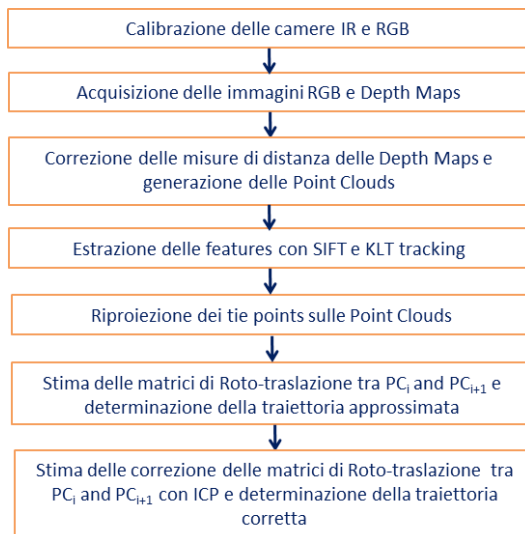 Calibrazione delle camere IR e RGB
Acquisizione delle immagini RGB e Depth Maps
Correzione delle misure di distanza delle Depth Maps e
generazione delle Point Clouds
Estrazione delle features con SIFT e KLT tracking
Riproiezione dei tie points sulle Point Clouds
Stima delle matrici di Roto-traslazione tra PCi and PCi+1 e
determinazione della traiettoria approssimata
Stima delle correzione delle matrici di Roto-traslazione tra
PCi and PCi+1 con ICP e determinazione della traiettoria
corretta